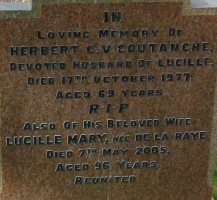 IN
LOVING MEMORY OF
HERBERT C.V. COUTANCHE,
DEVOTED HUSBAND OF LUCILLE,
DIED 17TH OCTOBER 1977,
AGED 69 YEARS.
R.I.P
ALSO OF HIS BELOVED WIFE
LUCILLE MARY, NÉE DE LA HAYE
DIED 7TH MAY 2005,
AGED 96 YEARS.
REUNITED